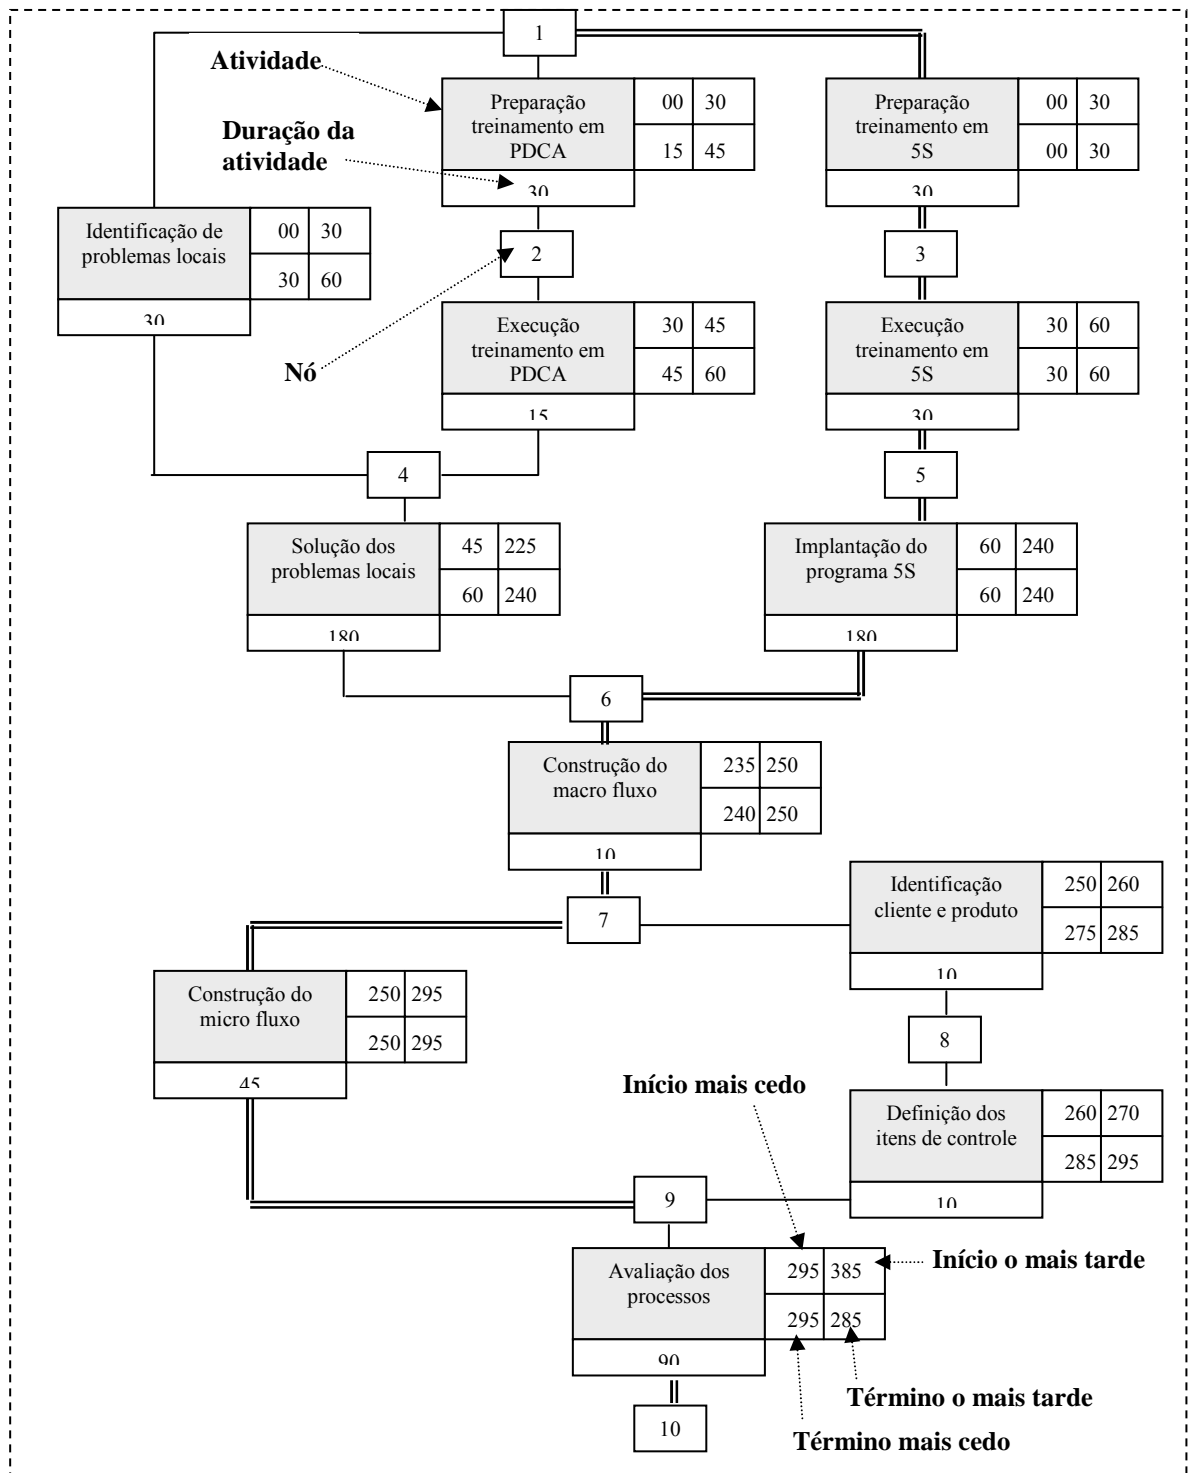 1
Atividade
Preparação
treinamento em
PDCA
00 30
15 45
30
Preparação
treinamento em
5S
00 30
00 30
30
Duração da
atividade
Identificação de
problemas locais
00 30
30 60
30
2
3
Nó
Execução
treinamento em
PDCA
30 45
45 60
15
Execução
treinamento em
5S
30 60
30 60
30
4
5
Solução dos
problemas locais
45 225
60 240
180
Implantação do
programa 5S
60 240
60 240
180
6
Construção do
macro fluxo
235 250
240 250
10
7
Identificação
cliente e produto
250 260
275 285
10
Construção do
micro fluxo
250 295
250 295
45
8
Início mais cedo
Definição dos
itens de controle
260 270
285 295
10
9
Avaliação dos
processos
295 385
295 285
90
Início o mais tarde
Término o mais tarde
10
Término mais cedo